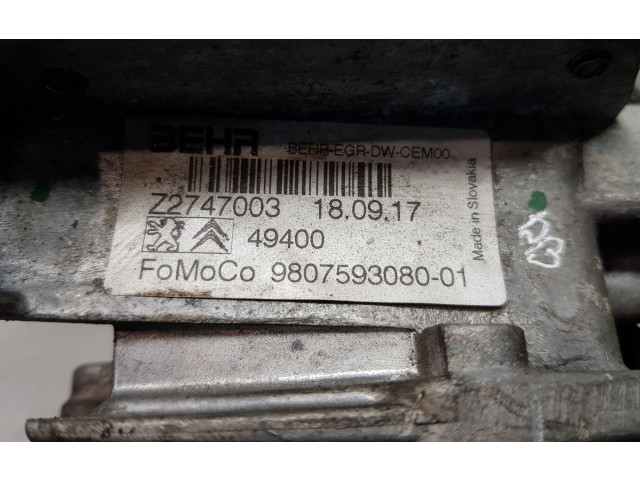 BEHR BEHR-EGR-DW-CEM00
Z2747003 18.09.17
49400
FoMoCo 9807593080-01
Made in Slovakia